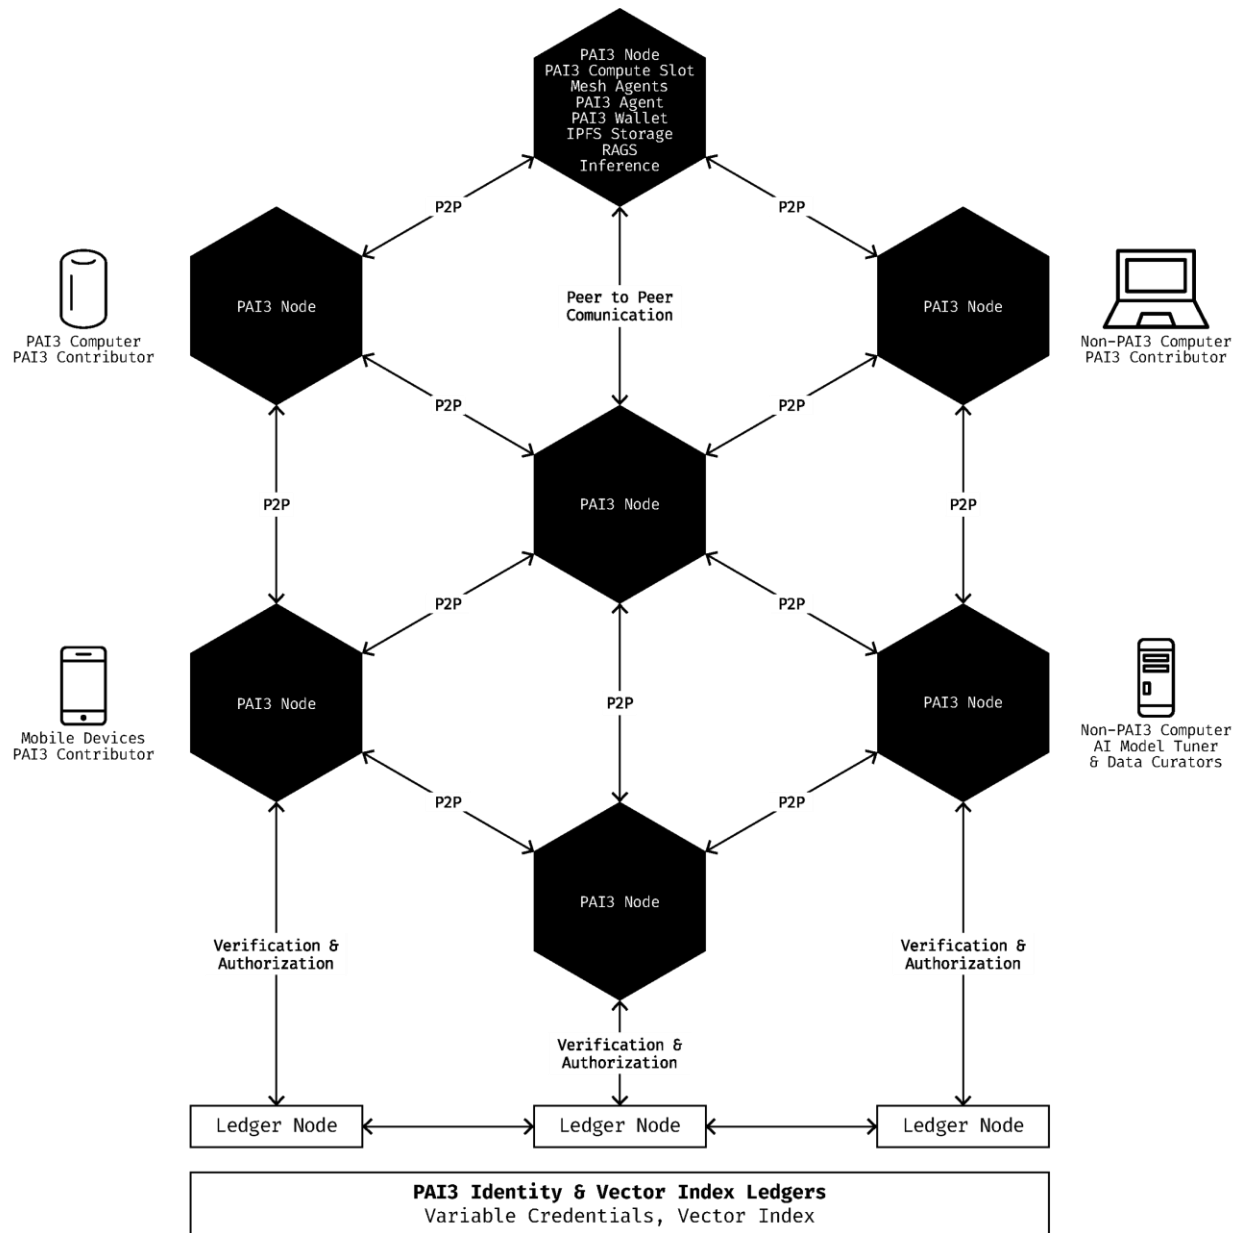 PAI3 Node
PAI3 Compute Slot
Mesh Agents
PAI3 Agent
PAI3 Wallet
IPFS Storage
RAGS
Inference
P2P
P2P
PAI3 Computer
PAI3 Contributor
PAI3 Node
Peer to Peer
Comunication
PAI3 Node
Non-PAI3 Computer
PAI3 Contributor
P2P
P2P
P2P
PAI3 Node
P2P
P2P
P2P
Mobile Devices
PAI3 Contributor
PAI3 Node
P2P
PAI3 Node
Non-PAI3 Computer
AI Model Tuner
& Data Curators
P2P
P2P
PAI3 Node
Verification &
Authorization
Verification &
Authorization
Verification &
Authorization
Ledger Node
Ledger Node
Ledger Node
PAI3 Identity & Vector Index Ledgers
Variable Credentials, Vector Index